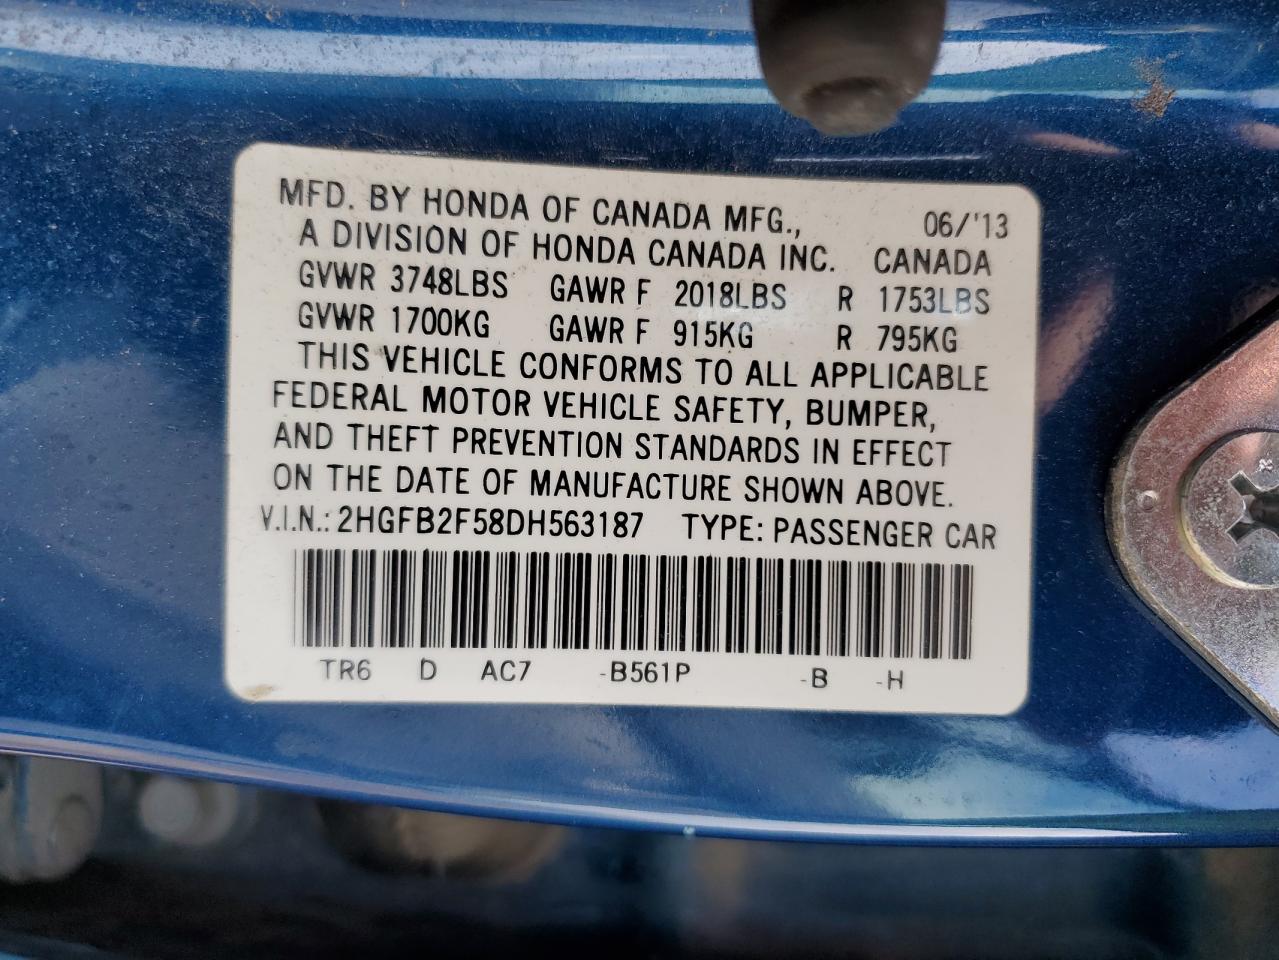 MFD. BY HONDA OF CANADA MFG., 06/'13
A DIVISION OF HONDA CANADA INC. CANADA
GVWR 3748LBS GAWR F 2018LBS R 1753LBS
GVWR 1700KG GAWR F 915KG R 795KG
THIS VEHICLE CONFORMS TO ALL APPLICABLE
FEDERAL MOTOR VEHICLE SAFETY, BUMPER,
AND THEFT PREVENTION STANDARDS IN EFFECT
ON THE DATE OF MANUFACTURE SHOWN ABOVE.
V.I.N.: 2HGFB2F58DH563187 TYPE: PASSENGER CAR
TR6 D AC7 -B561P -B -H